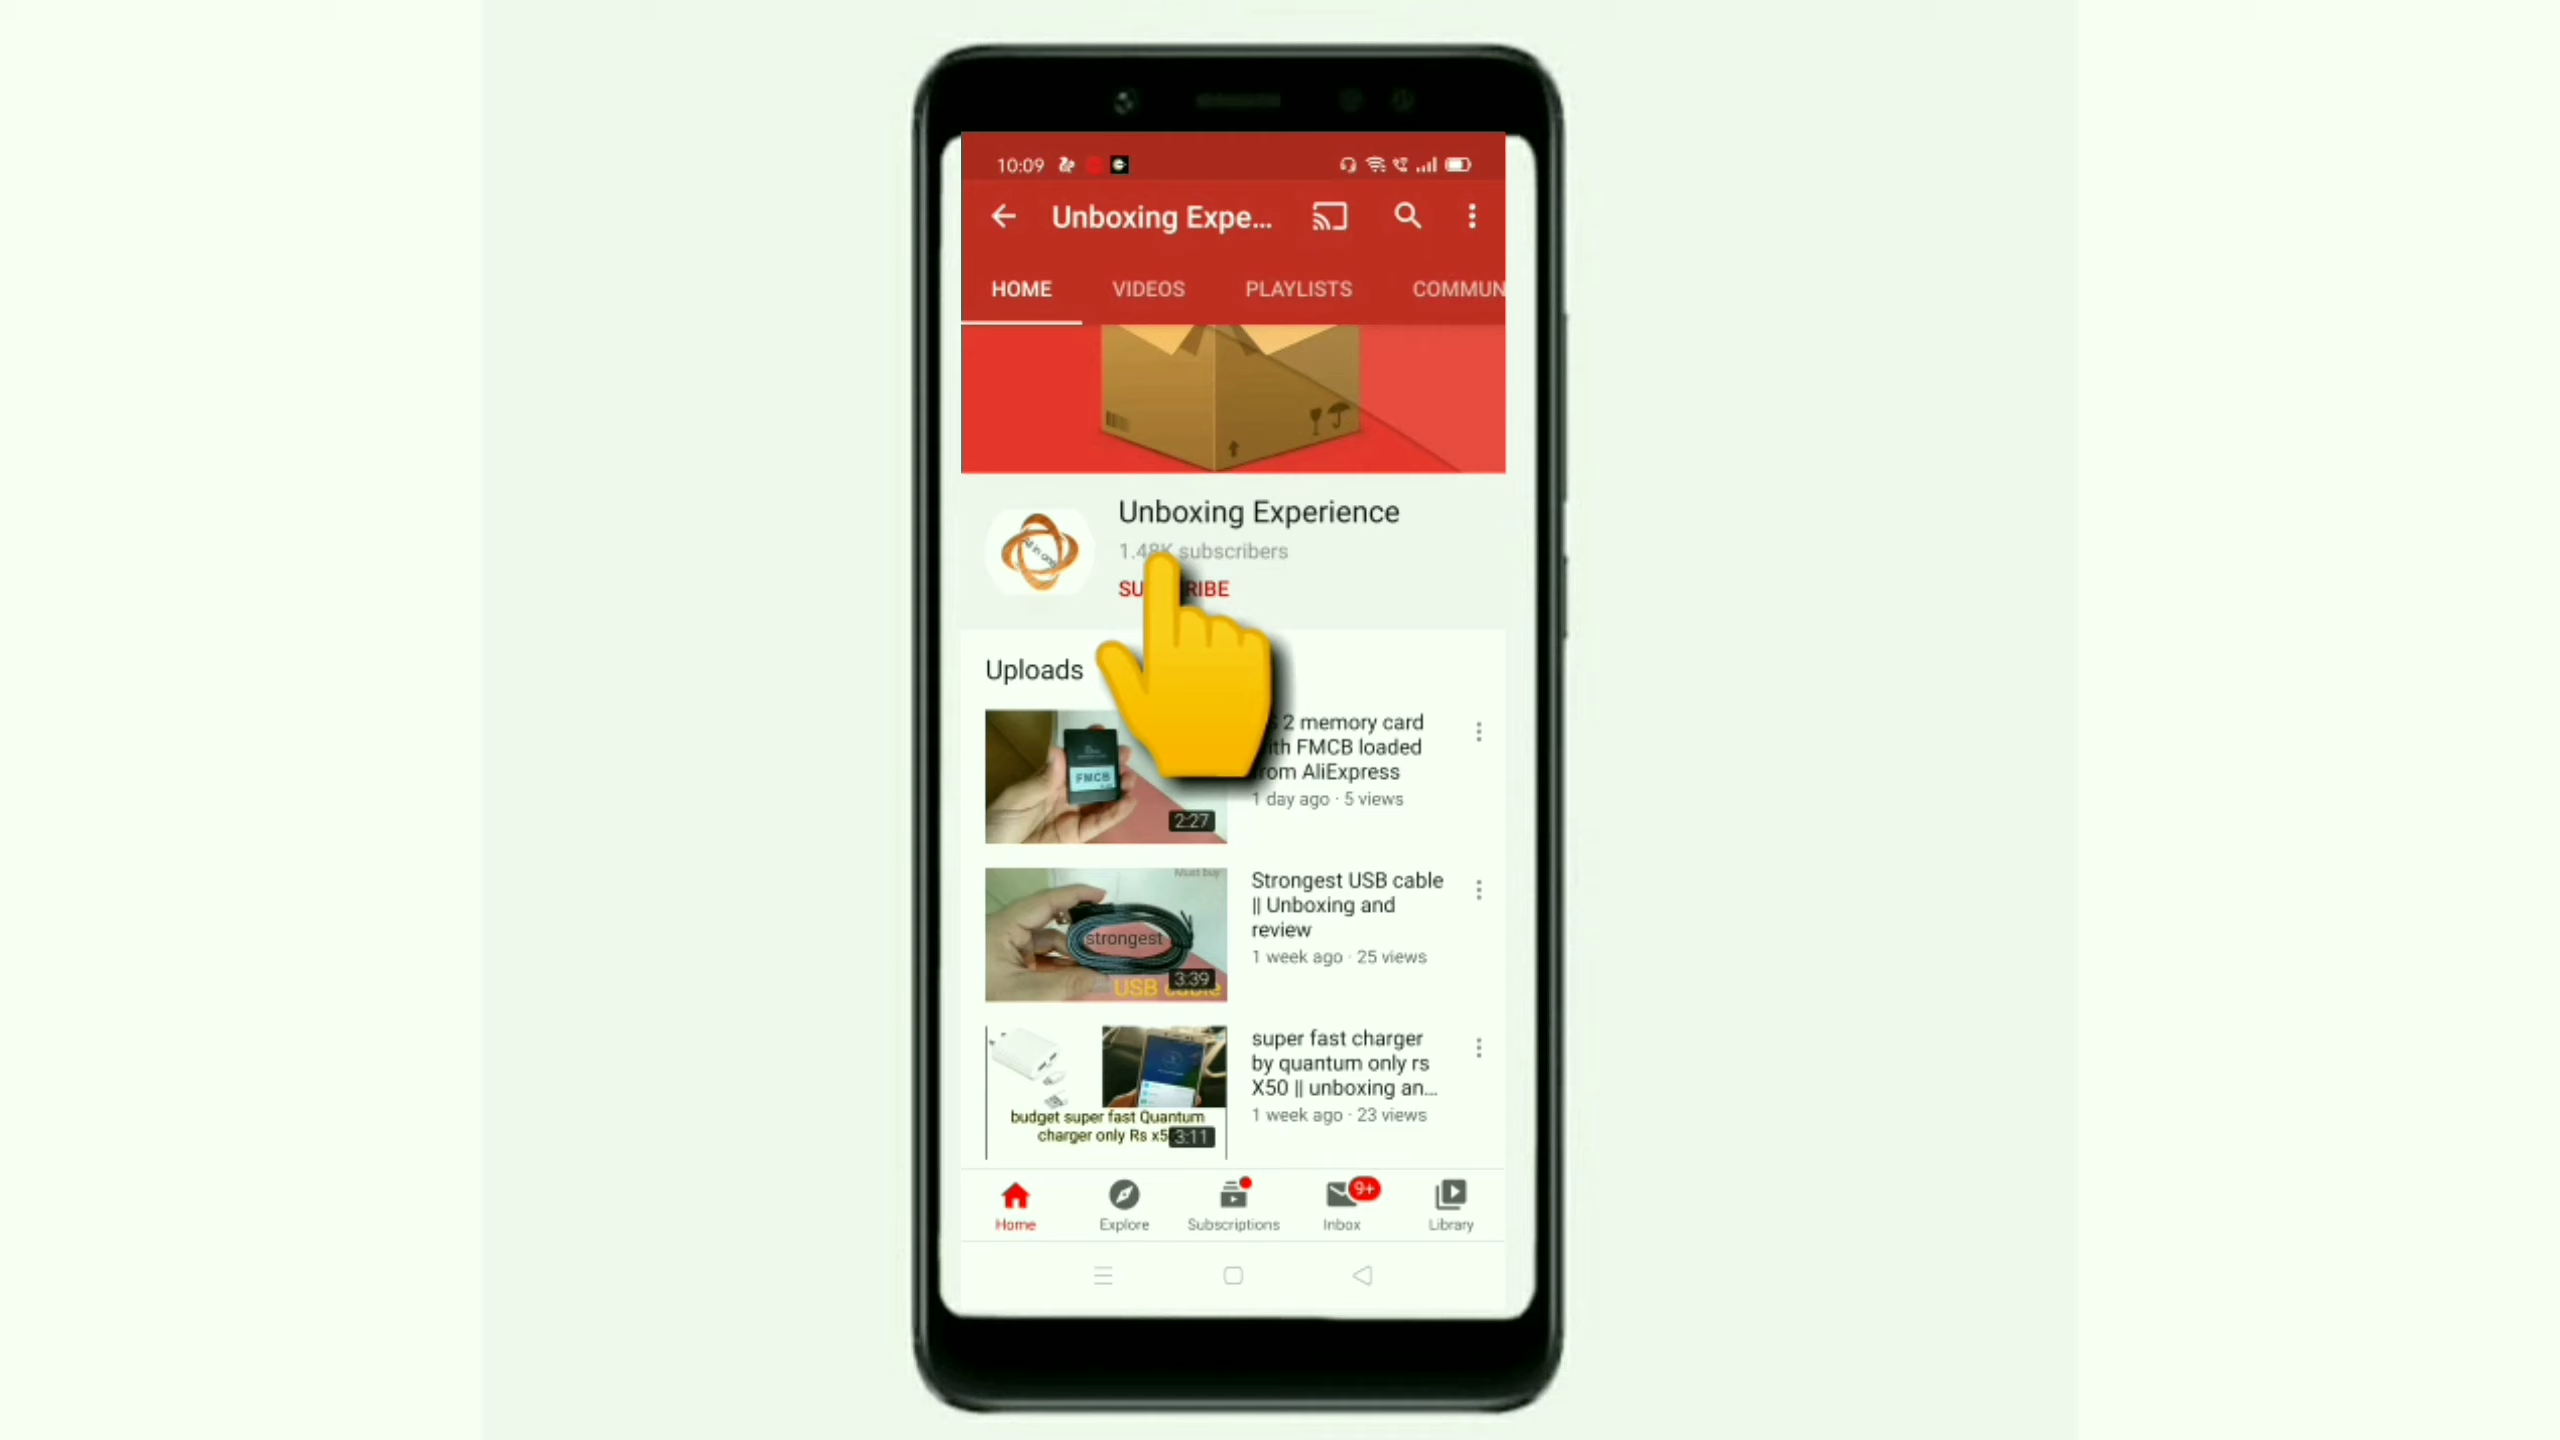 10:09
Unboxing Expe...
HOME VIDEOS PLAYLISTS COMMUN
Unboxing Experience
1.48K subscribers
SU RIBE
Uploads
2 memory card
th FMCB loaded
rom AliExpress
1 day ago · 5 views
FMCB
2:27
Must buy
strongest
USB cable
3:39
Strongest USB cable
|| Unboxing and
review
1 week ago · 25 views
budget super fast Quantum
charger only Rs x5
3:11
super fast charger
by quantum only rs
X50 || unboxing an...
1 week ago · 23 views
9+
Home Explore Subscriptions Inbox Library